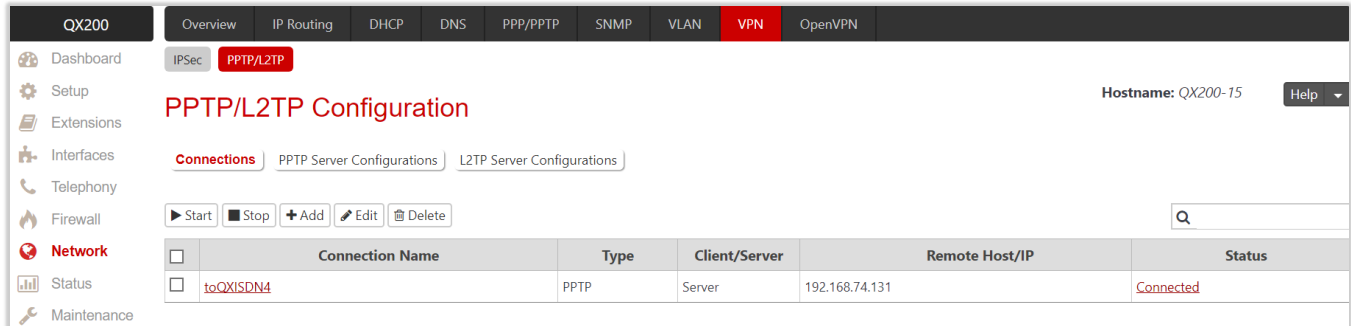 QX200 Overview IP Routing DHCP DNS PPP/PPTP SNMP VLAN VPN OpenVPN
Dashboard IPSec PPTP/L2TP
Setup Hostname: QX200-15 Help
PPTP/L2TP Configuration
Extensions
Interfaces Connections PPTP Server Configurations L2TP Server Configurations
Telephony
Firewall Start Stop Add Edit Delete
Network Connection Name Type Client/Server Remote Host/IP Status
Status toQXISDN4 PPTP Server 192.168.74.131 Connected
Maintenance